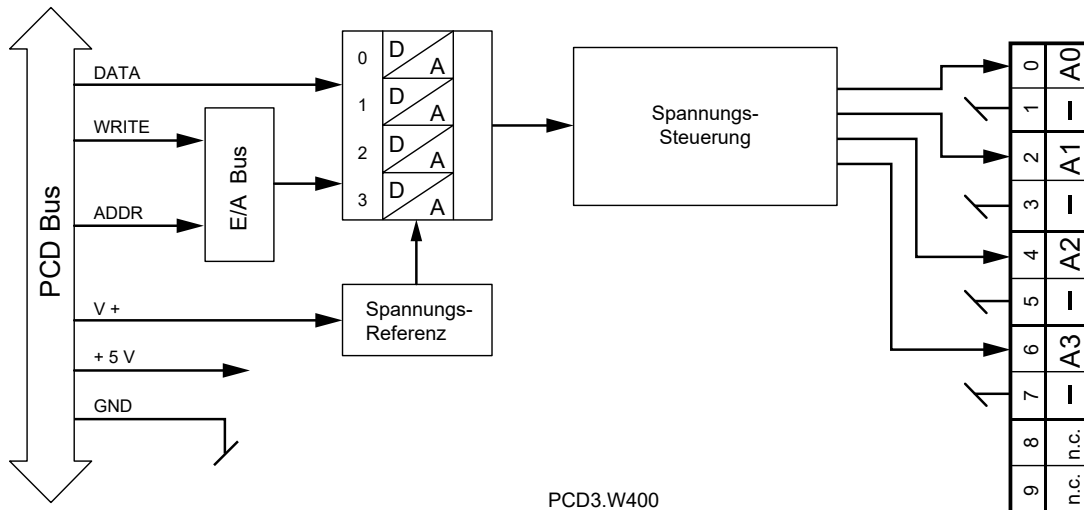 PCD Bus
DATA
WRITE
ADDR
V +
+ 5 V
GND
E/A Bus
0
1
2
3
D
A
D
A
D
A
D
A
Spannungs-
Referenz
Spannungs-
Steuerung
0 A0
1 –
2 A1
3 –
4 A2
5 –
6 A3
7 –
8 n.c.
9 n.c.
PCD3.W400